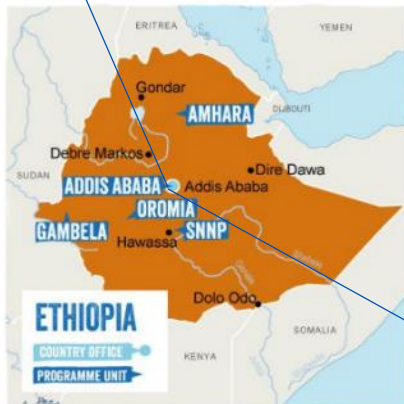 ERITREA
YEMEN
Gondar
AMHARA
DJIBOUTI
Debre Markos
Dire Dawa
SUDAN
ADDIS ABABA
Addis Ababa
OROMIA
GAMBELA
Hawassa
SNNP
Dolo Odo
ETHIOPIA
SOMALIA
COUNTRY OFFICE
KENYA
PROGRAMME UNIT